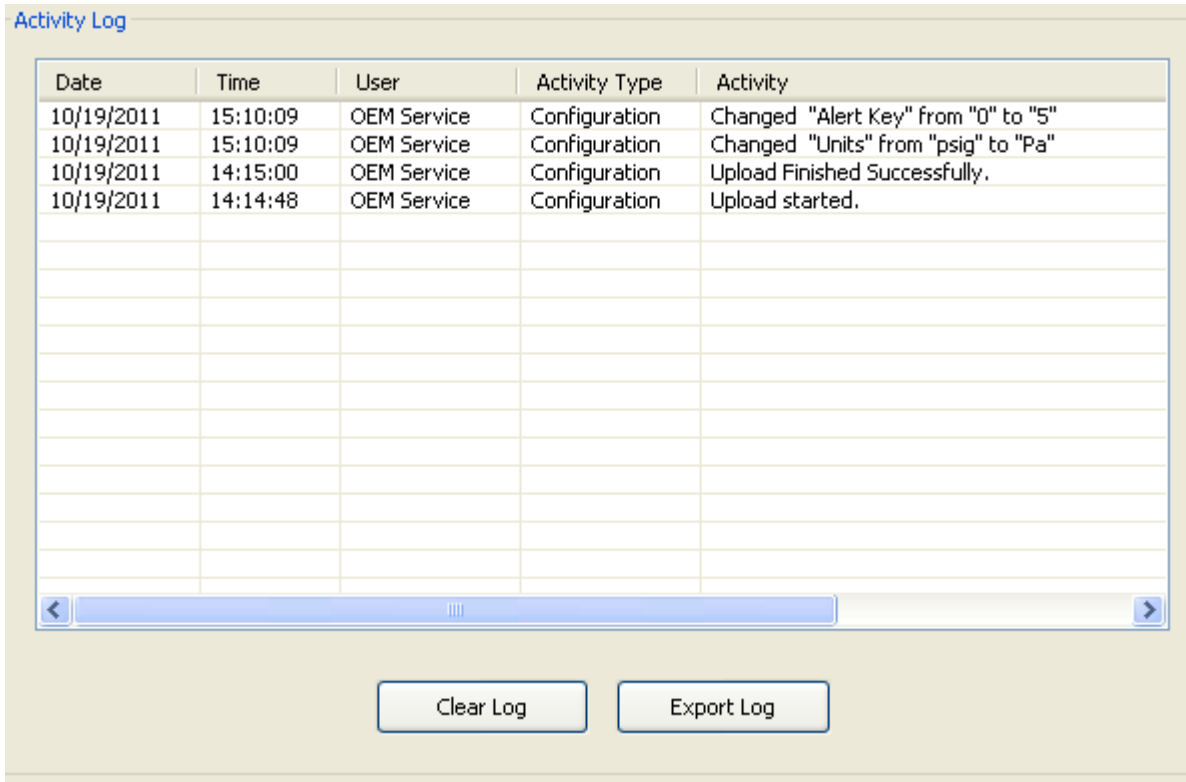 Activity Log
Date Time User Activity Type Activity
10/19/2011 15:10:09 OEM Service Configuration Changed  "Alert Key" from "0" to "5"
10/19/2011 15:10:09 OEM Service Configuration Changed  "Units" from "psig" to "Pa"
10/19/2011 14:15:00 OEM Service Configuration Upload Finished Successfully.
10/19/2011 14:14:48 OEM Service Configuration Upload started.
Clear Log Export Log